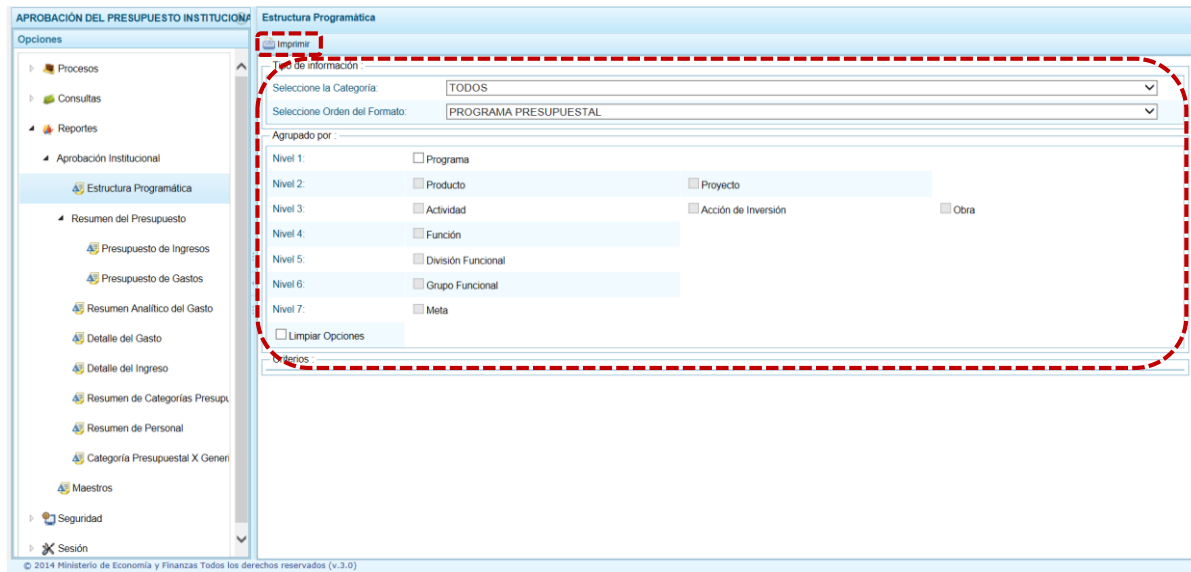 APROBACIÓN DEL PRESUPUESTO INSTITUCIONA
Opciones
Procesos
Consultas
Reportes
Aprobación Institucional
Estructura Programática
Resumen del Presupuesto
Presupuesto de Ingresos
Presupuesto de Gastos
Resumen Analítico del Gasto
Detalle del Gasto
Detalle del Ingreso
Resumen de Categorías Presupu
Resumen de Personal
Categoría Presupuestal X Generi
Maestros
Seguridad
Sesión
Estructura Programática
Imprimir
Tipo de información :
Seleccione la Categoría: TODOS
Seleccione Orden del Formato: PROGRAMA PRESUPUESTAL
Agrupado por :
Nivel 1: Programa
Nivel 2: Producto Proyecto
Nivel 3: Actividad Acción de Inversión Obra
Nivel 4: Función
Nivel 5: División Funcional
Nivel 6: Grupo Funcional
Nivel 7: Meta
Limpiar Opciones
Criterios :
© 2014 Ministerio de Economía y Finanzas Todos los derechos reservados (v.3.0)